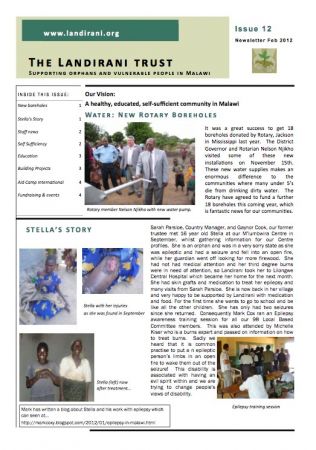 www.landirani.org
Issue 12
Newsletter Feb 2012
THE LANDIRANI TRUST
SUPPORTING ORPHANS AND VULNERABLE PEOPLE IN MALAWI
INSIDE THIS ISSUE:
New boreholes 1
Stella's Story 1
Staff news 2
Self Sufficiency 2
Education 3
Building Projects 3
Aid Camp International 4
Fundraising & events 4
Our Vision:
A healthy, educated, self-sufficient community in Malawi
WATER: NEW ROTARY BOREHOLES
It was a great success to get 18
boreholes donated by Rotary, Jackson
in Mississippi last year. The District
Governor and Rotarian Nelson Njikho
visited some of these new
installations on November 15th.
These new water supplies makes an
enormous difference to the
communities where many under 5's
die from drinking dirty water. The
Rotary have agreed to fund a further
18 boreholes this coming year, which
is fantastic news for our communities.
Rotary member Nelson Njikho with new water pump.
STELLA'S STORY
Stella with her injuries
as she was found in September
Stella (left) now
after treatment...
Sarah Parsioe, Country Manager, and Gaynor Cook, our former
trustee met 16 year old Stella at our M'furwira Centre in
September, whilst gathering information for our Centre
profiles. She is an orphan and was in a very sorry state as she
was epileptic and had a seizure and fell into an open fire,
while her guardian went off looking for more firewood. She
had not had medical attention and her third degree burns
were in need of attention, so Landirani took her to Lilongwe
Central Hospital which became her home for the next month.
She had skin grafts and medication to treat her epilepsy and
many visits from Sarah Parsioe. She is now back in her village
and very happy to be supported by Landirani with medication
and food. For the first time she wants to go to school and be
like all the other children. She has only had two seizures
since she returned. Consequently Mark Cox ran an Epilepsy
awareness training session for all our 98 Local Based
Committee members. This was also attended by Michelle
Kiser who is a burns expert and passed on information on how
to treat burns. Sadly we
heard that it is common
practise to put a n epileptic
person's limbs in an open
fire to wake them out of the
seizure! This disability is
associated with having an
evil spirit within and we are
trying to change people's
views of disability.
Epilepsy training session
Mark has written a blog about Stella and his work with epilepsy which
can seen at...
http://markcoxy.blogspot.com/2012/01/epilepsy-in-malawi.html